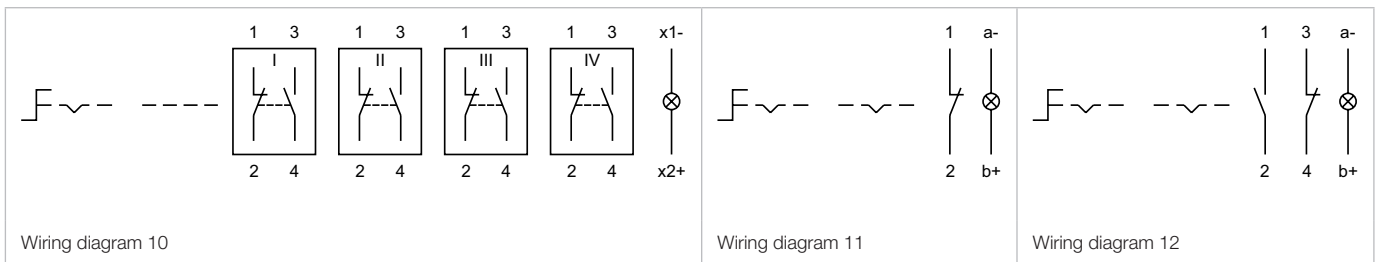 1 3 1 3 1 3 1 3 x1- 1 a- 1 3 a-
I II III IV
2 4 2 4 2 4 2 4 x2+ 2 b+ 2 4 b+
Wiring diagram 10 Wiring diagram 11 Wiring diagram 12